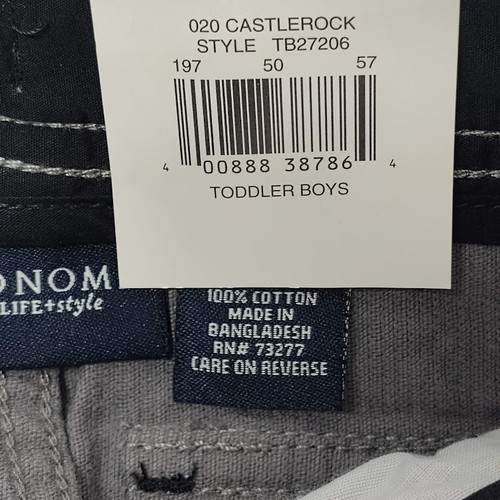 020 CASTLEROCK
STYLE TB27206
197 50 57
4 00888 38786 4
TODDLER BOYS
ONOM
LIFE+style
100% COTTON
MADE IN
BANGLADESH
RN# 73277
CARE ON REVERSE